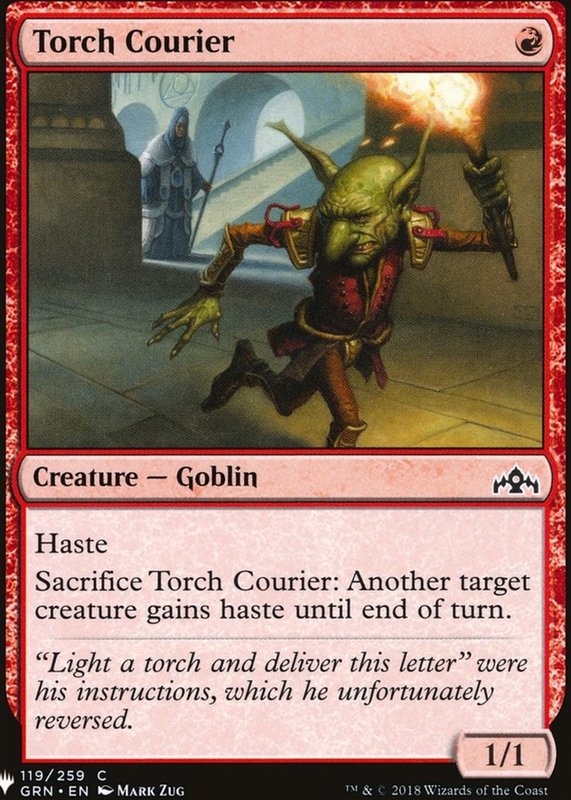 Torch Courier
Creature — Goblin
Haste
Sacrifice Torch Courier: Another target
creature gains haste until end of turn.
“Light a torch and deliver this letter” were
his instructions, which he unfortunately
reversed.
1/1
119/259 C
GRN • EN Mark Zug
™ & © 2018 Wizards of the Coast